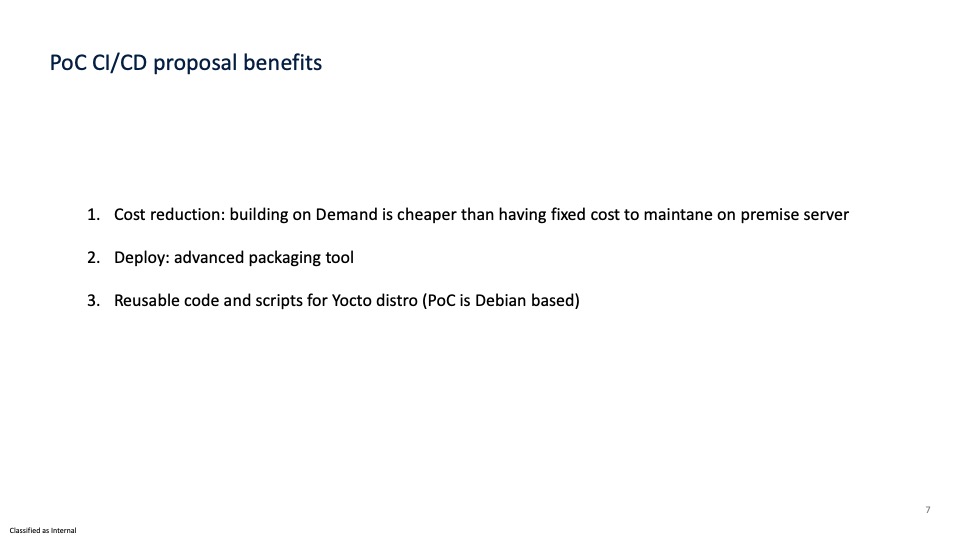 PoC CI/CD proposal benefits
1. Cost reduction: building on Demand is cheaper than having fixed cost to maintane on premise server
2. Deploy: advanced packaging tool
3. Reusable code and scripts for Yocto distro (PoC is Debian based)
7
Classified as Internal